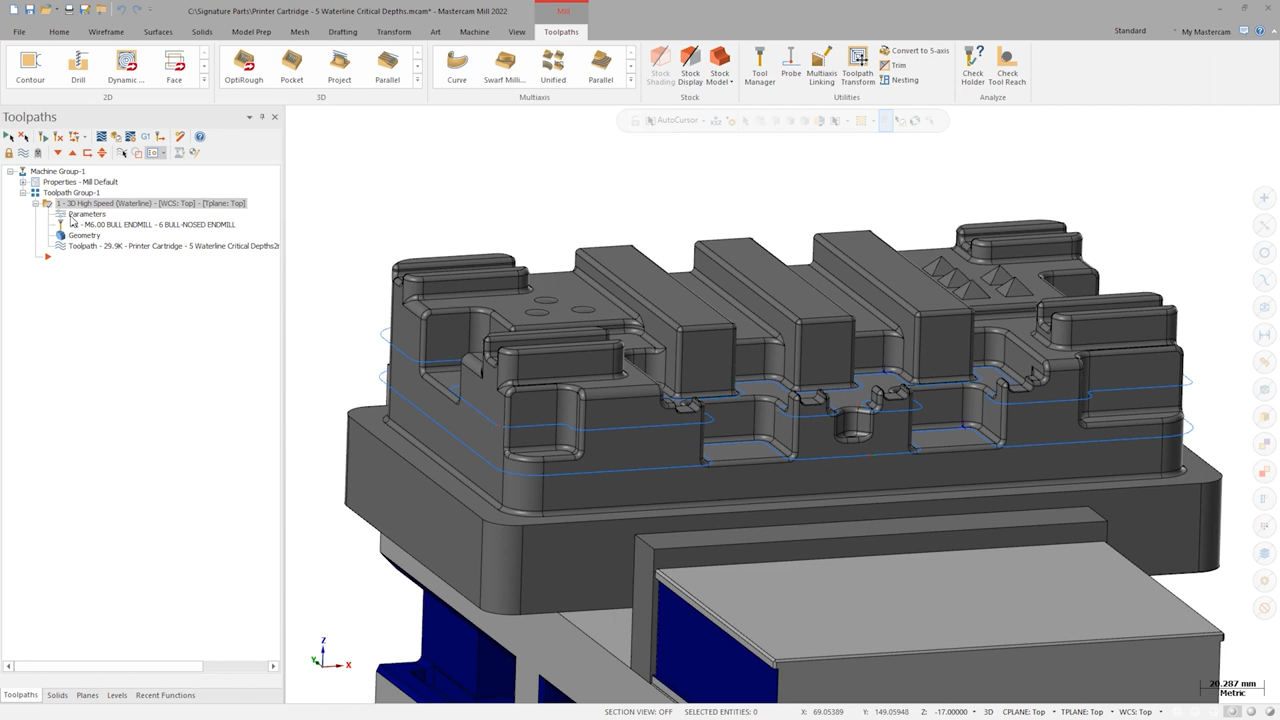 C:\Signature Parts\Printer Cartridge - 5 Waterline Critical Depths.mcam* - Mastercam Mill 2022
Mill
File Home Wireframe Surfaces Solids Model Prep Mesh Drafting Transform Art Machine View Toolpaths
Standard My Mastercam
Contour Drill Dynamic ... Face OptiRough Pocket Project Parallel Curve Swarf Milli... Unified Parallel Stock Shading Stock Display Stock Model Tool Manager Probe Multiaxis Linking Toolpath Transform Convert to 5-axis Trim Nesting Check Holder Check Tool Reach
2D 3D Multiaxis Stock Utilities Analyze
Toolpaths
AutoCursor
G1
Machine Group-1
Properties - Mill Default
Toolpath Group-1
1 - 3D High Speed (Waterline) - [WCS: Top] - [Tplane: Top]
Parameters
- M6.00 BULL ENDMILL - 6 BULL-NOSED ENDMILL
Geometry
Toolpath - 29.9K - Printer Cartridge - 5 Waterline Critical Depths2
Z
Y X
20.287 mm
Metric
Toolpaths Solids Planes Levels Recent Functions
SECTION VIEW: OFF SELECTED ENTITIES: 0 X: 69.05389 Y: 149.05948 Z: -17.00000 3D CPLANE: Top TPLANE: Top WCS: Top